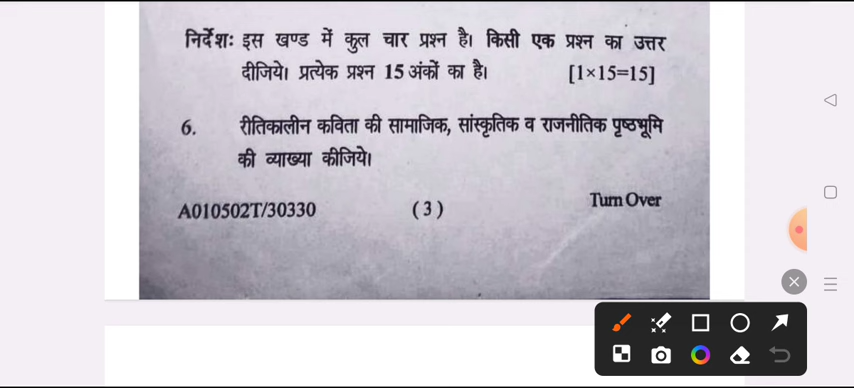 निर्देशः इस खण्ड में कुल चार प्रश्न है। किसी एक प्रश्न का उत्तर
दीजिये। प्रत्येक प्रश्न 15 अंकों का है। [1×15=15]
6. रीतिकालीन कविता की सामाजिक, सांस्कृतिक व राजनीतिक पृष्ठभूमि
की व्याख्या कीजिये।
A010502T/30330 (3) Turn Over